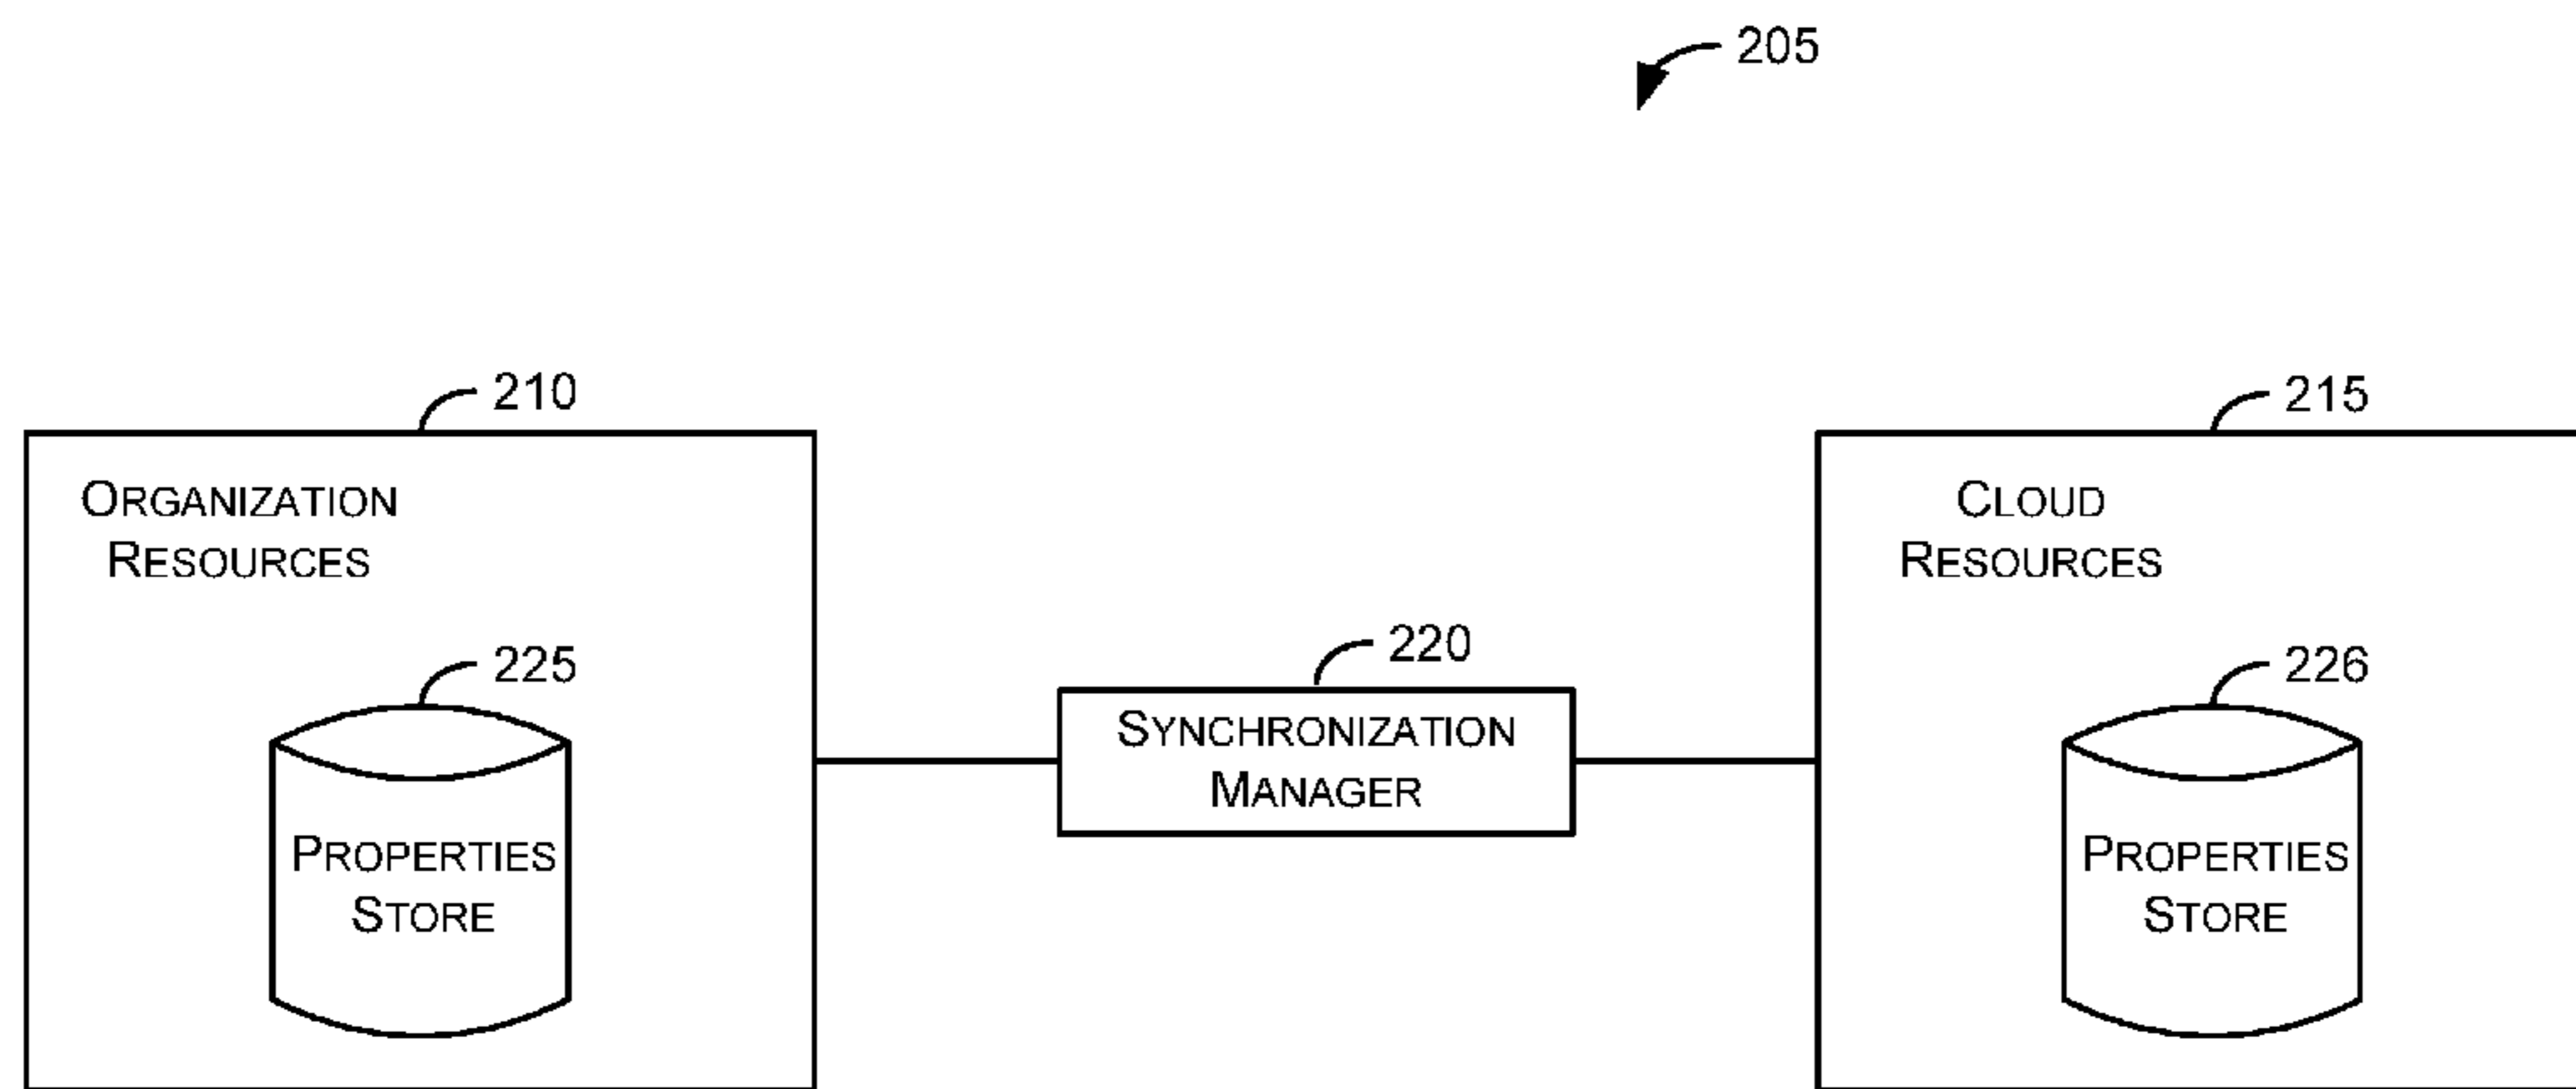 205
210
215
ORGANIZATION
RESOURCES
CLOUD
RESOURCES
220
225
226
SYNCHRONIZATION
MANAGER
PROPERTIES
STORE
PROPERTIES
STORE